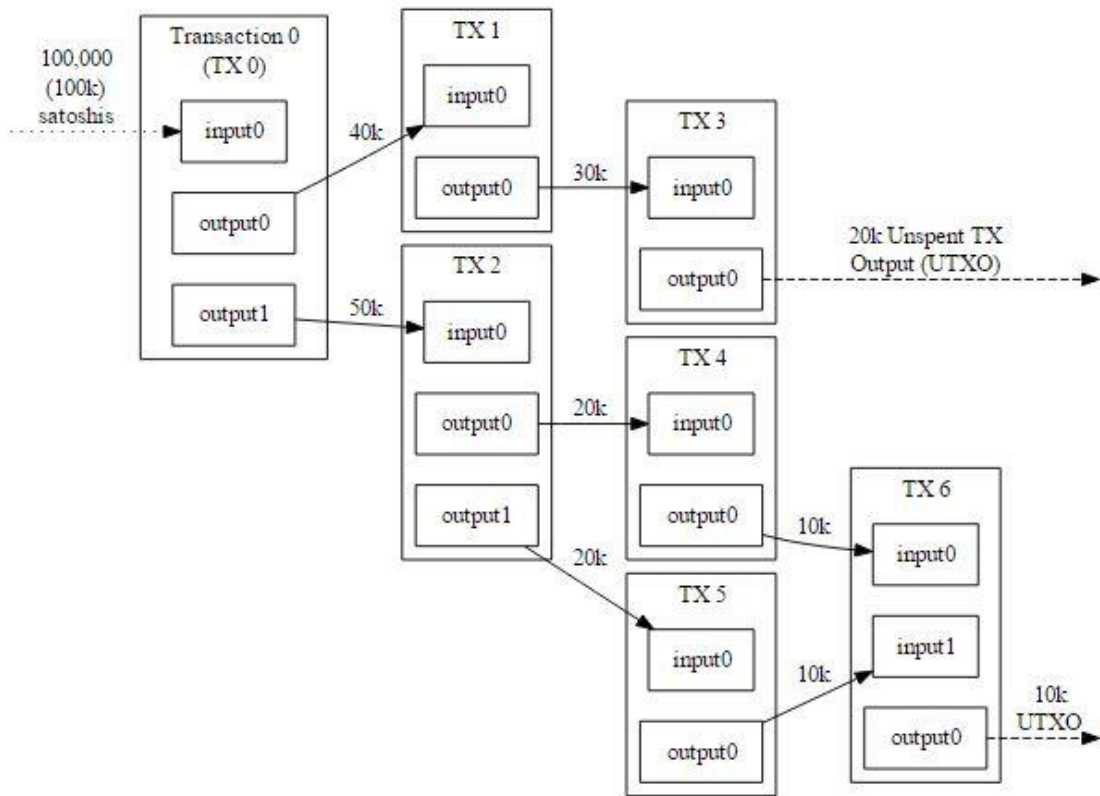 100,000
(100k)
satoshis
Transaction 0
(TX 0)
input0
output0
output1
40k
50k
TX 1
input0
output0
30k
TX 2
input0
output0
output1
20k
20k
TX 3
input0
output0
20k Unspent TX
Output (UTXO)
TX 4
input0
output0
10k
TX 5
input0
output0
10k
TX 6
input0
input1
output0
10k
UTXO